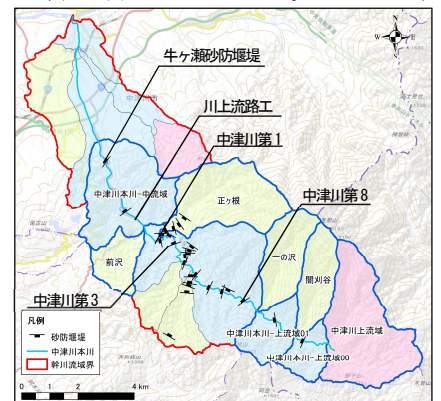 N
W
E
S
牛ヶ瀬砂防堰堤
川上流路工
中津川第1
中津川本川-中流域
正ヶ根
中津川第8
前沢
一の沢
闇刈谷
中津川第3
中津川上流域
中津川本川-上流域01
中津川本川-上流域00
凡例
砂防堰堤
中津川本川
幹川流域界
0
1
2
4 km